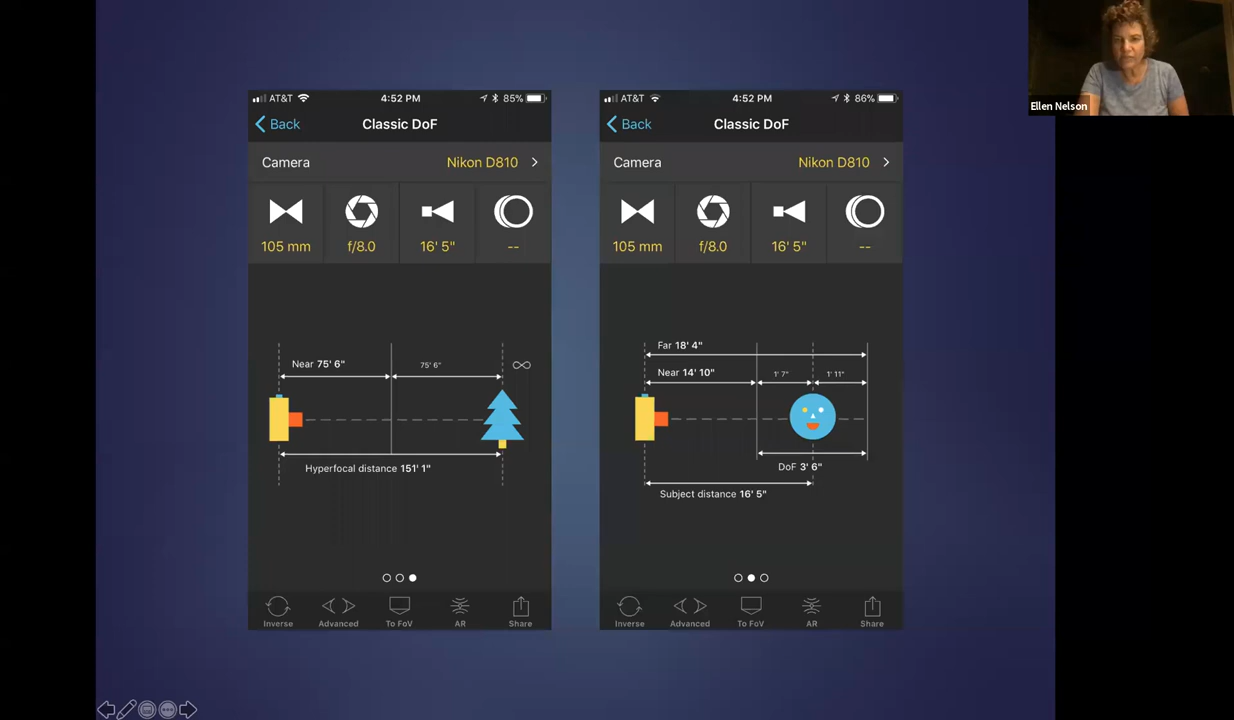 AT&T 4:52 PM 85%
Back Classic DoF
Camera Nikon D810
105 mm f/8.0 16' 5" --
Near 75' 6" 75' 6" ∞
Hyperfocal distance 151' 1"
Inverse Advanced To FoV AR Share
AT&T 4:52 PM 86%
Back Classic DoF
Camera Nikon D810
105 mm f/8.0 16' 5" --
Far 18' 4"
Near 14' 10" 1' 7" 1' 11"
DoF 3' 6"
Subject distance 16' 5"
Inverse Advanced To FoV AR Share
Ellen Nelson